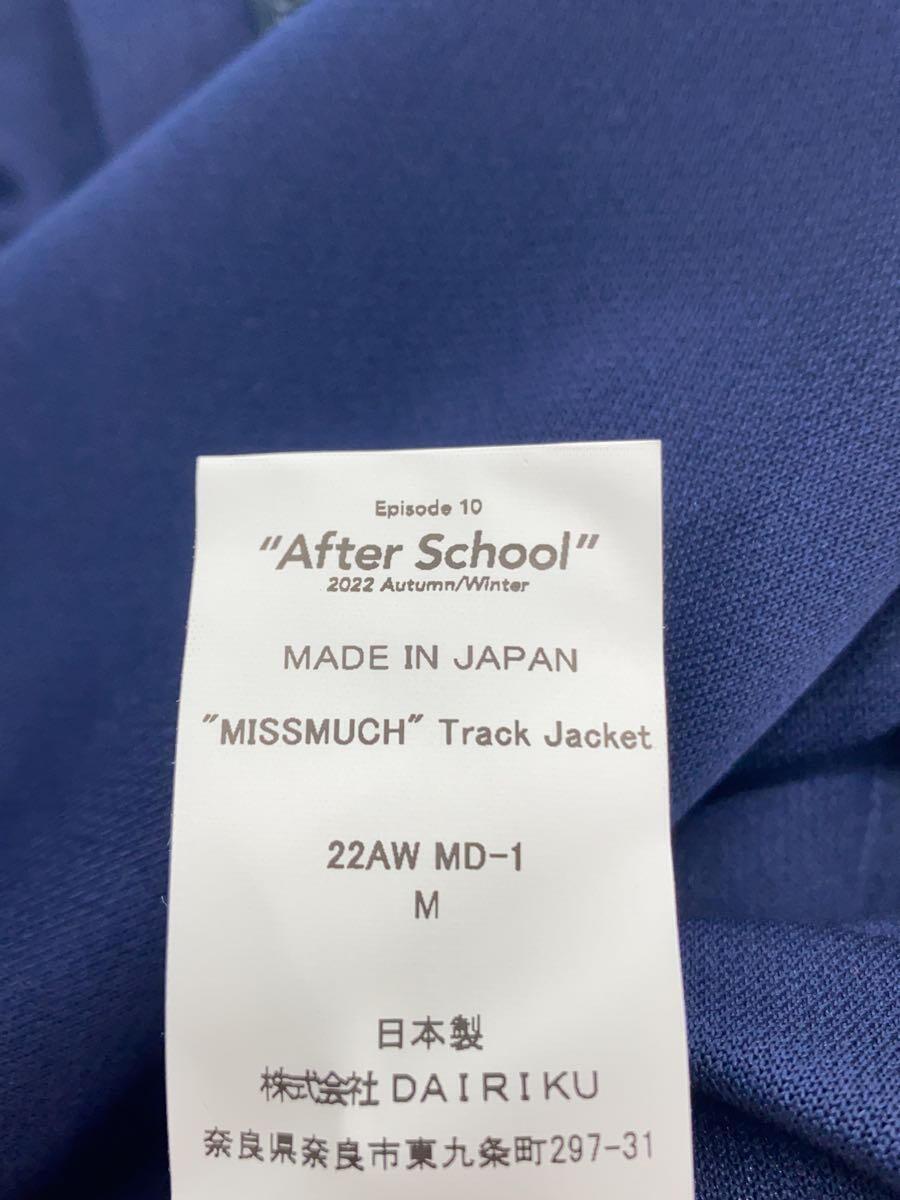 Episode 10
"After School"
2022 Autumn/Winter
MADE IN JAPAN
"MISSMUCH" Track Jacket
22AW MD-1
M
日本製
株式会社 DAIRIKU
奈良県奈良市東九条町297-31